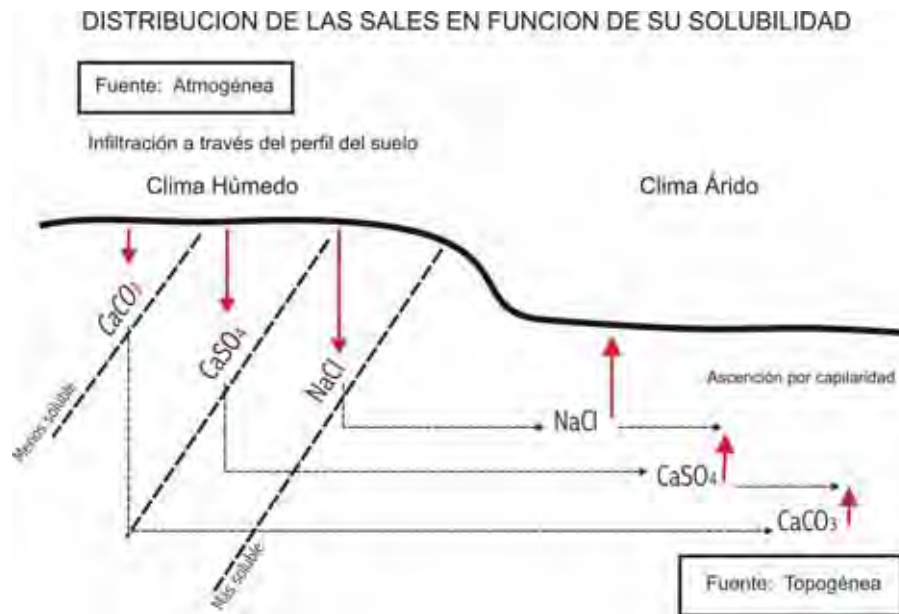 DISTRIBUCION DE LAS SALES EN FUNCION DE SU SOLUBILIDAD
Fuente: Atmogénea
Infiltración a través del perfil del suelo
Clima Húmedo
Clima Árido
CaCO3
CaSO4
NaCl
Menos soluble
Más soluble
Ascención por capilaridad
NaCl
CaSO4
CaCO3
Fuente: Topogénea